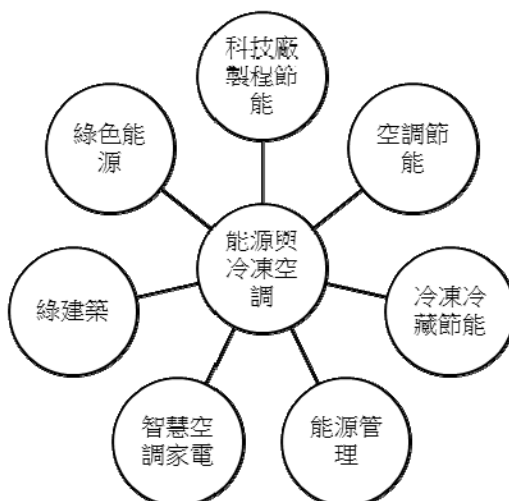 科技廠
製程節
能
綠色能
源
空調節
能
能源與
冷凍空
調
綠建築
冷凍冷
藏節能
智慧空
調家電
能源管
理